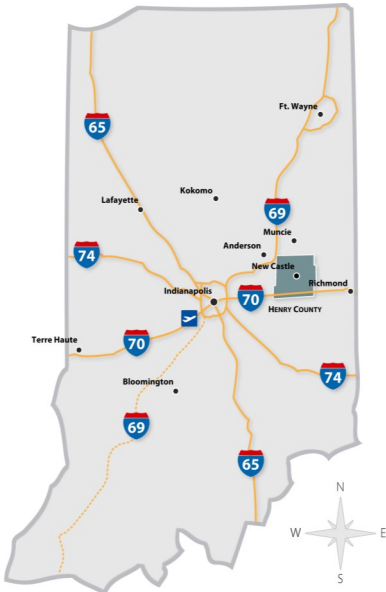 Ft. Wayne
65
Kokomo
Lafayette
69
Muncie
Anderson
74
New Castle
Richmond
Indianapolis
70
HENRY COUNTY
Terre Haute
70
74
Bloomington
69
65
N
W
E
S